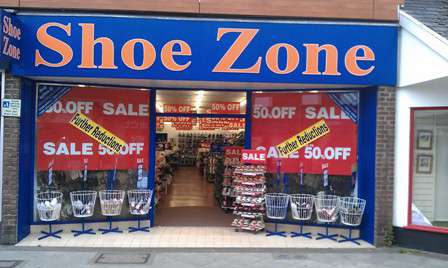 Shoe
Zone
Shoe Zone
50.OFF SALE
Further Reductions
SALE 50.OFF
50% OFF
50% OFF
SALE
50.OFF SALE
Further Reductions
SALE 50.OFF